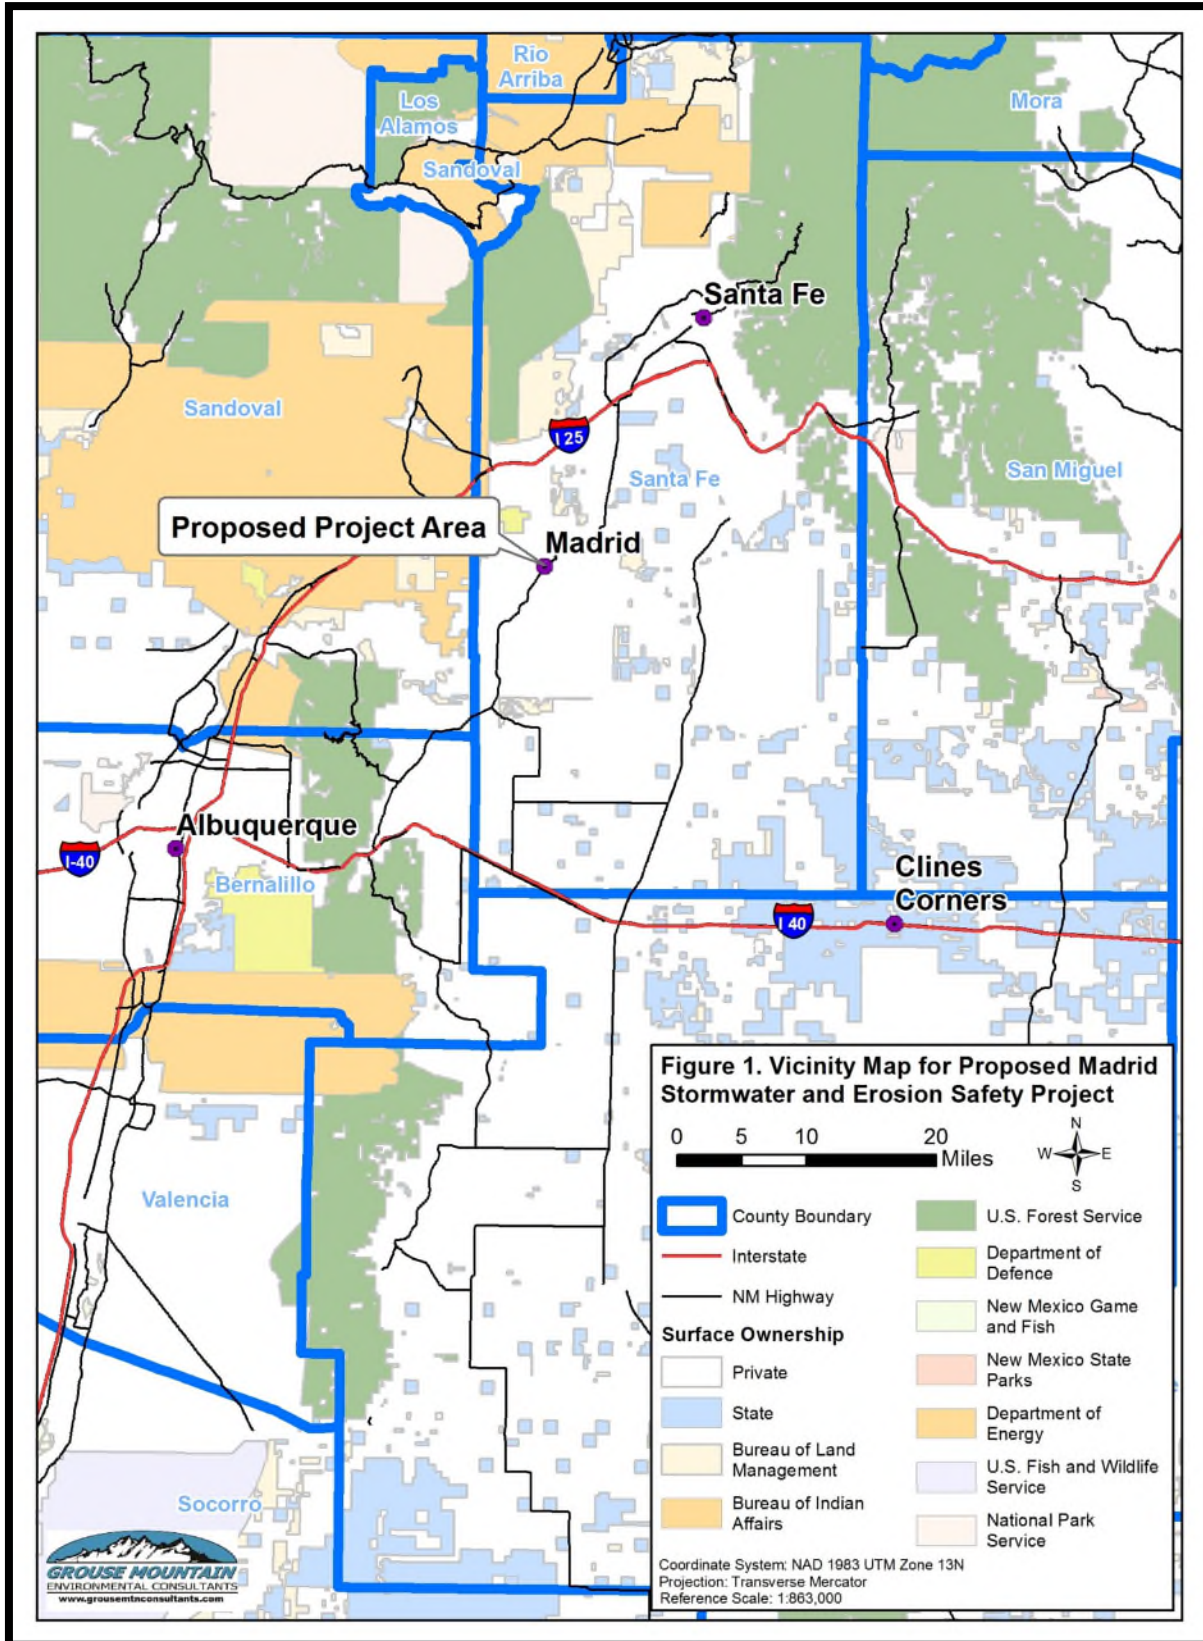 Rio
Arriba
Los
Alamos
Mora
Sandoval
Santa Fe
Sandoval
I 25
Santa Fe
San Miguel
Proposed Project Area
Madrid
Albuquerque
I-40
Bernalillo
Clines
Corners
I 40
Valencia
Socorro
GROUSE MOUNTAIN
ENVIRONMENTAL CONSULTANTS
www.grousemtnconsultants.com
Figure 1. Vicinity Map for Proposed Madrid
Stormwater and Erosion Safety Project
0 5 10 20
Miles
N
W E
S
County Boundary
Interstate
NM Highway
Surface Ownership
Private
State
Bureau of Land
Management
Bureau of Indian
Affairs
U.S. Forest Service
Department of
Defence
New Mexico Game
and Fish
New Mexico State
Parks
Department of
Energy
U.S. Fish and Wildlife
Service
National Park
Service
Coordinate System: NAD 1983 UTM Zone 13N
Projection: Transverse Mercator
Reference Scale: 1:863,000